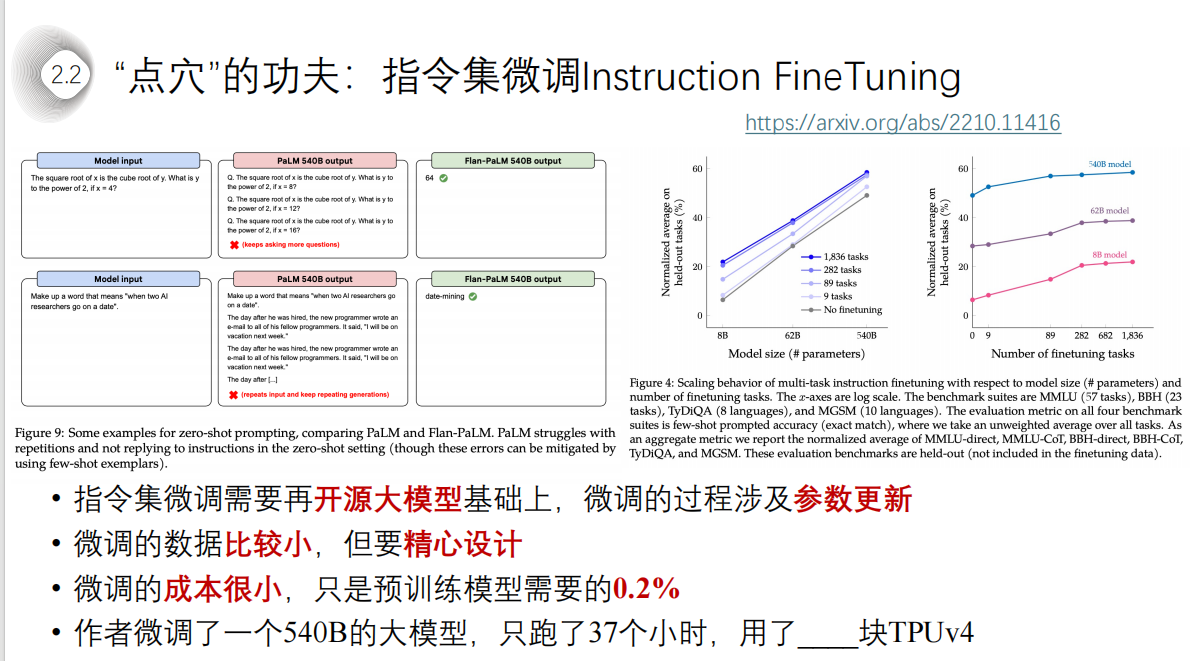 2.2
“点穴”的功夫：指令集微调Instruction FineTuning
https://arxiv.org/abs/2210.11416
Model input
The square root of x is the cube root of y. What is y
to the power of 2, if x = 4?
PaLM 540B output
Q. The square root of x is the cube root of y. What is y to
the power of 2, if x = 8?
Q. The square root of x is the cube root of y. What is y to
the power of 2, if x = 12?
Q. The square root of x is the cube root of y. What is y to
the power of 2, if x = 16?
(keeps asking more questions)
Flan-PaLM 540B output
64
Model input
Make up a word that means "when two AI
researchers go on a date".
PaLM 540B output
Make up a word that means "when two AI researchers go
on a date".
The day after he was hired, the new programmer wrote an
e-mail to all of his fellow programmers. It said, "I will be on
vacation next week."
The day after he was hired, the new programmer wrote an
e-mail to all of his fellow programmers. It said, "I will be on
vacation next week."
The day after [...]
(repeats input and keep repeating generations)
Flan-PaLM 540B output
date-mining
Figure 9: Some examples for zero-shot prompting, comparing PaLM and Flan-PaLM. PaLM struggles with
repetitions and not replying to instructions in the zero-shot setting (though these errors can be mitigated by
using few-shot exemplars).
Normalized average on
held-out tasks (%)
60
40
20
0
1,836 tasks
282 tasks
89 tasks
9 tasks
No finetuning
8B 62B 540B
Model size (# parameters)
Normalized average on
held-out tasks (%)
60
40
20
0
540B model
62B model
8B model
0 9 89 282 682 1,836
Number of finetuning tasks
Figure 4: Scaling behavior of multi-task instruction finetuning with respect to model size (# parameters) and
number of finetuning tasks. The x-axes are log scale. The benchmark suites are MMLU (57 tasks), BBH (23
tasks), TyDiQA (8 languages), and MGSM (10 languages). The evaluation metric on all four benchmark
suites is few-shot prompted accuracy (exact match), where we take an unweighted average over all tasks. As
an aggregate metric we report the normalized average of MMLU-direct, MMLU-CoT, BBH-direct, BBH-CoT,
TyDiQA, and MGSM. These evaluation benchmarks are held-out (not included in the finetuning data).
• 指令集微调需要再开源大模型基础上，微调的过程涉及参数更新
• 微调的数据比较小，但要精心设计
• 微调的成本很小，只是预训练模型需要的0.2%
• 作者微调了一个540B的大模型，只跑了37个小时，用了____块TPUv4